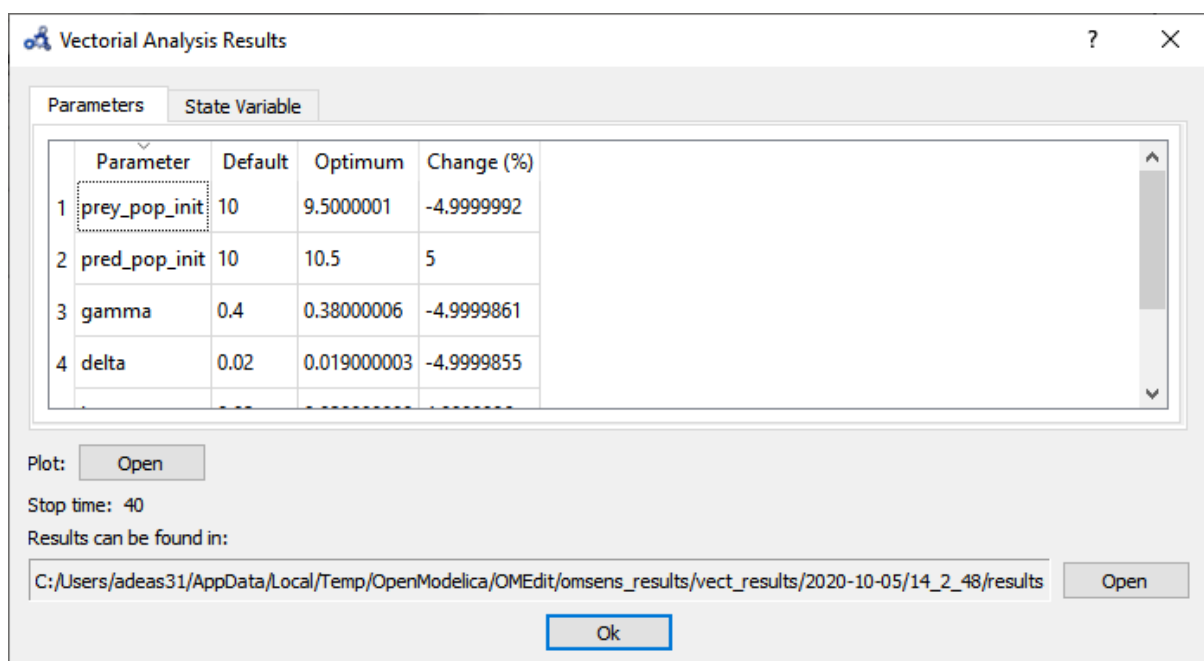 Vectorial Analysis Results ?
Parameters State Variable
Parameter Default Optimum Change (%)
1 prey_pop_init 10 9.5000001 -4.9999992
2 pred_pop_init 10 10.5 5
3 gamma 0.4 0.38000006 -4.9999861
4 delta 0.02 0.019000003 -4.9999855
Plot: Open
Stop time: 40
Results can be found in:
C:/Users/adeas31/AppData/Local/Temp/OpenModelica/OMEdit/omsens_results/vect_results/2020-10-05/14_2_48/results Open
Ok